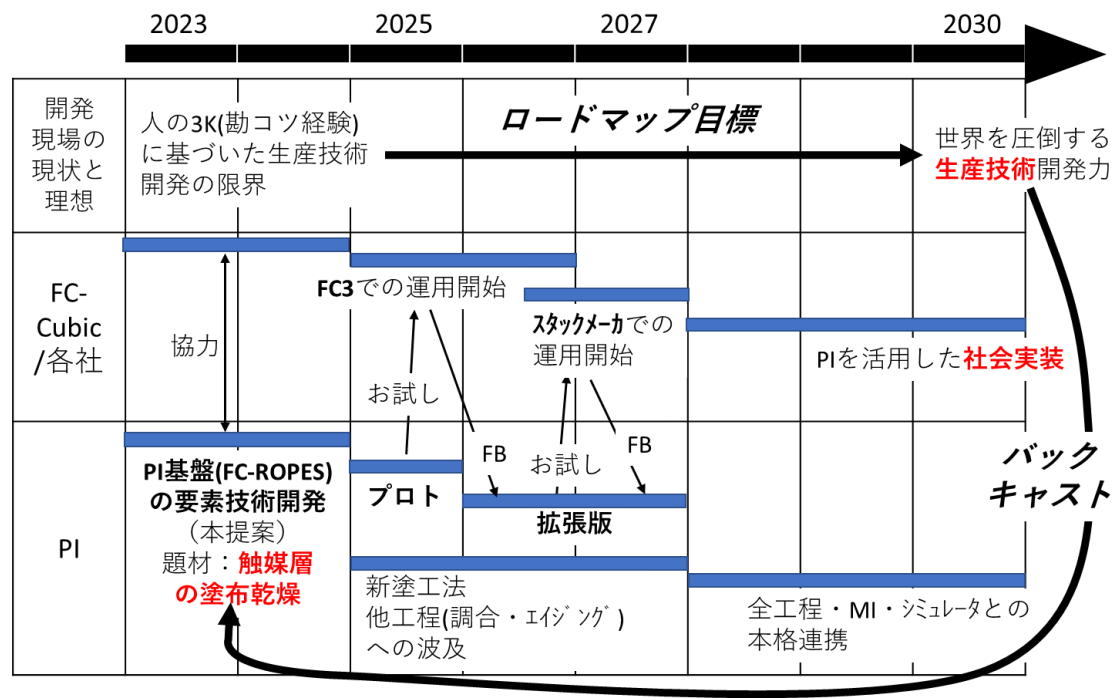 2023
2025
2027
2030
開発
現場の
現状と
理想
人の3K(勘コツ経験)
に基づいた生産技術
開発の限界
ロードマップ目標
世界を圧倒する
生産技術開発力
FC-
Cubic
/各社
協力
FC3での運用開始
お試し
FB
ｽﾀｯｸﾒｰｶでの
運用開始
お試し
FB
PIを活用した社会実装
PI
PI基盤(FC-ROPES)
の要素技術開発
（本提案）
題材：触媒層
の塗布乾燥
プロト
拡張版
新塗工法
他工程(調合・ｴｲｼﾞﾝｸﾞ)
への波及
全工程・MI・ｼﾐｭﾚｰﾀとの
本格連携
バック
キャスト